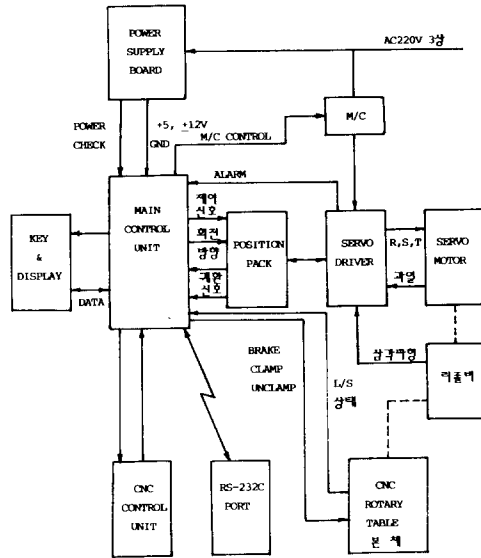 POWER
SUPPLY
BOARD
AC220V 3상
M/C
POWER
CHECK
+5, ±12V
GND
M/C CONTROL
ALARM
MAIN
CONTROL
UNIT
제어
신호
회전
방향
궤환
신호
POSITION
PACK
SERVO
DRIVER
R,S,T
과열
SERVO
MOTOR
KEY
&
DISPLAY
DATA
삼각파형
리졸버
BRAKE
CLAMP
UNCLAMP
L/S
상태
CNC
CONTROL
UNIT
RS-232C
PORT
CNC
ROTARY
TABLE
본 체